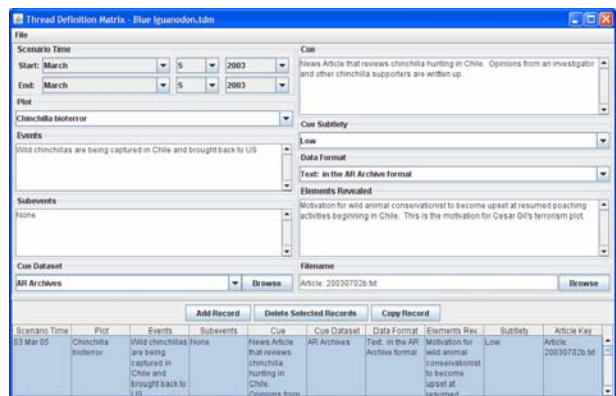 Thread Definition Matrix - Blue Iguanodon.tdm
File
Scenario Time
Start: March 5 2003
End: March 5 2003
Plot
Chinchilla bioterror
Events
Wild chinchillas are being captured in Chile and brought back to US
Subevents
None
Cue Dataset
AR Archives Browse
Cue
News Article that reviews chinchilla hunting in Chile. Opinions from an investigator
and other chinchilla supporters are written up.
Cue Subtlety
Low
Data Format
Text: in the AR Archive format
Elements Revealed
Motivation for wild animal conservationist to become upset at resumed poaching
activities beginning in Chile. This is the motivation for Cesar Gil's terrorism plot.
Filename
Article: 20030702b.txt Browse
Add Record Delete Selected Records Copy Record
Scenario Time Plot Events Subevents Cue Cue Dataset Data Format Elements Rev. Subtlety Article Key
03 Mar 05 Chinchilla Wild chinchillas None News Article AR Archives Text: in the AR Motivation for Low Article:
bioterror are being that reviews Archive format wild animal 20030702b.txt
captured in chinchilla conservationist
Chile and hunting in to become
brought back to Chile. upset at
US Opinions from resumed